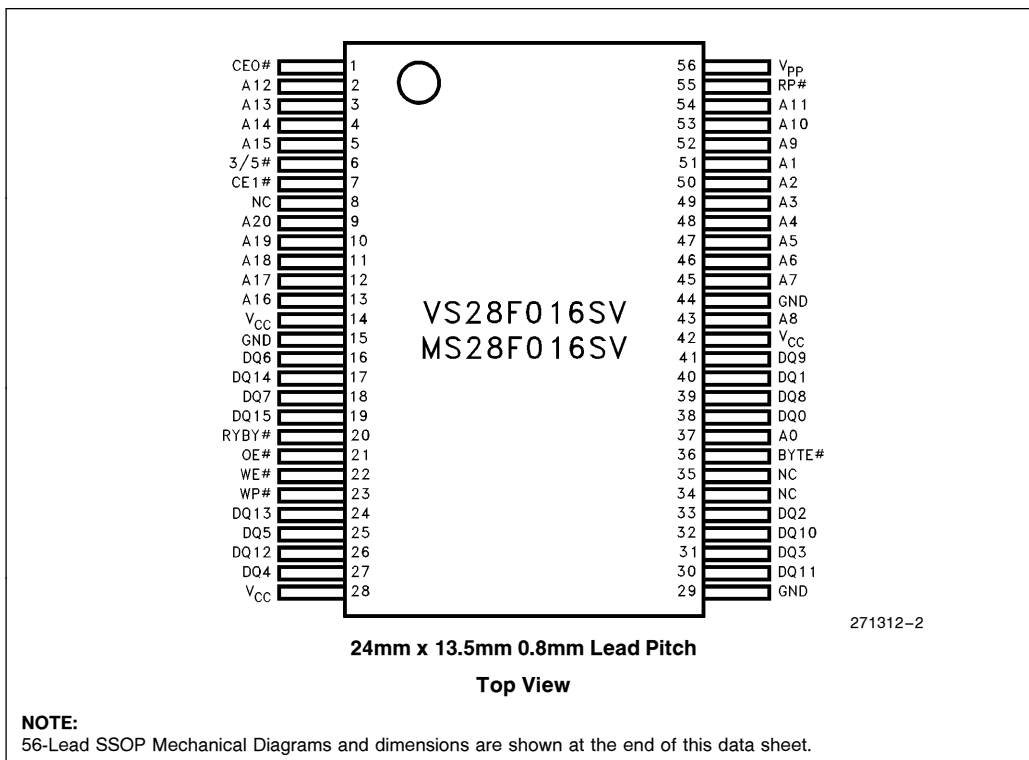 CE0# 1 56 VPP
A12 2 55 RP#
A13 3 54 A11
A14 4 53 A10
A15 5 52 A9
3/5# 6 51 A1
CE1# 7 50 A2
NC 8 49 A3
A20 9 48 A4
A19 10 47 A5
A18 11 46 A6
A17 12 45 A7
A16 13 44 GND
VCC 14 43 A8
GND 15 42 VCC
DQ6 16 41 DQ9
DQ14 17 40 DQ1
DQ7 18 39 DQ8
DQ15 19 38 DQ0
RYBY# 20 37 A0
OE# 21 36 BYTE#
WE# 22 35 NC
WP# 23 34 NC
DQ13 24 33 DQ2
DQ5 25 32 DQ10
DQ12 26 31 DQ3
DQ4 27 30 DQ11
VCC 28 29 GND
VS28F016SV
MS28F016SV
271312–2
24mm x 13.5mm 0.8mm Lead Pitch
Top View
NOTE:
56-Lead SSOP Mechanical Diagrams and dimensions are shown at the end of this data sheet.